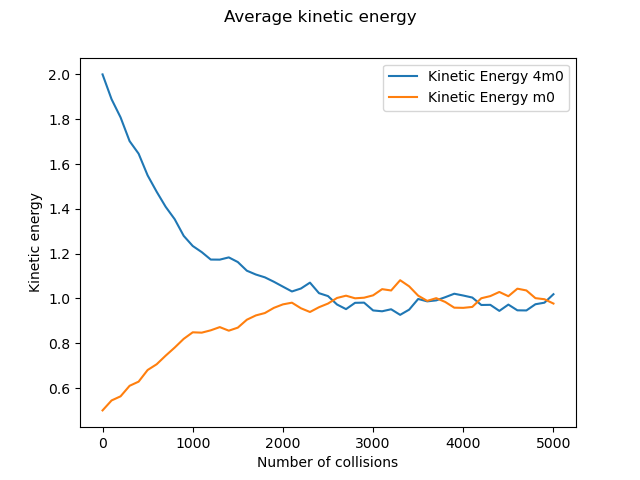 Average kinetic energy
Kinetic Energy 4m0
Kinetic Energy m0
Kinetic energy
2.0
1.8
1.6
1.4
1.2
1.0
0.8
0.6
0
1000
2000
3000
4000
5000
Number of collisions